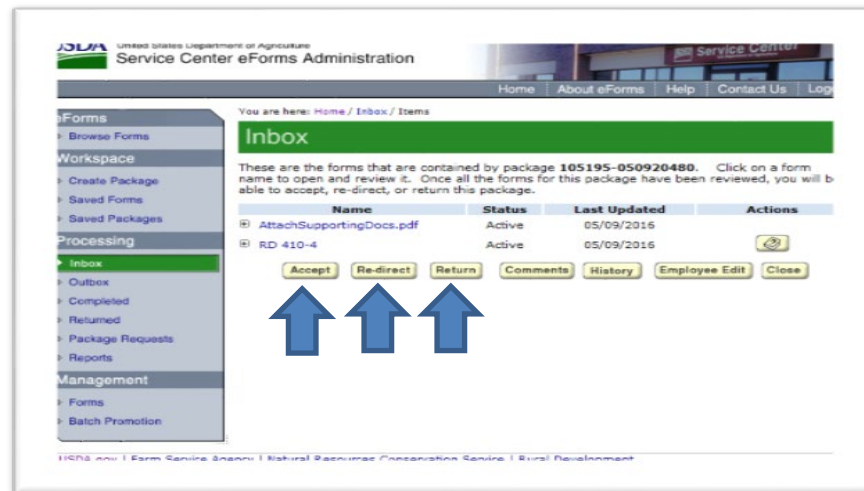 USDA United States Department of Agriculture
Service Center eForms Administration
Service Center
Home About eForms Help Contact Us Log
eForms
Browse Forms
Workspace
Create Package
Saved Forms
Saved Packages
Processing
Inbox
Outbox
Completed
Returned
Package Requests
Reports
Management
Forms
Batch Promotion
You are here: Home / Inbox / Items
Inbox
These are the forms that are contained by package 105195-050920480. Click on a form
name to open and review it. Once all the forms for this package have been reviewed, you will b
able to accept, re-direct, or return this package.
Name Status Last Updated Actions
AttachSupportingDocs.pdf Active 05/09/2016
RD 410-4 Active 05/09/2016
Accept Re-direct Return Comments History Employee Edit Close
USDA.gov | Farm Service Agency | Natural Resources Conservation Service | Rural Development